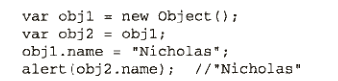 var obj1 = new Object();
var obj2 = obj1;
obj1.name = "Nicholas";
alert(obj2.name);  //"Nicholas"